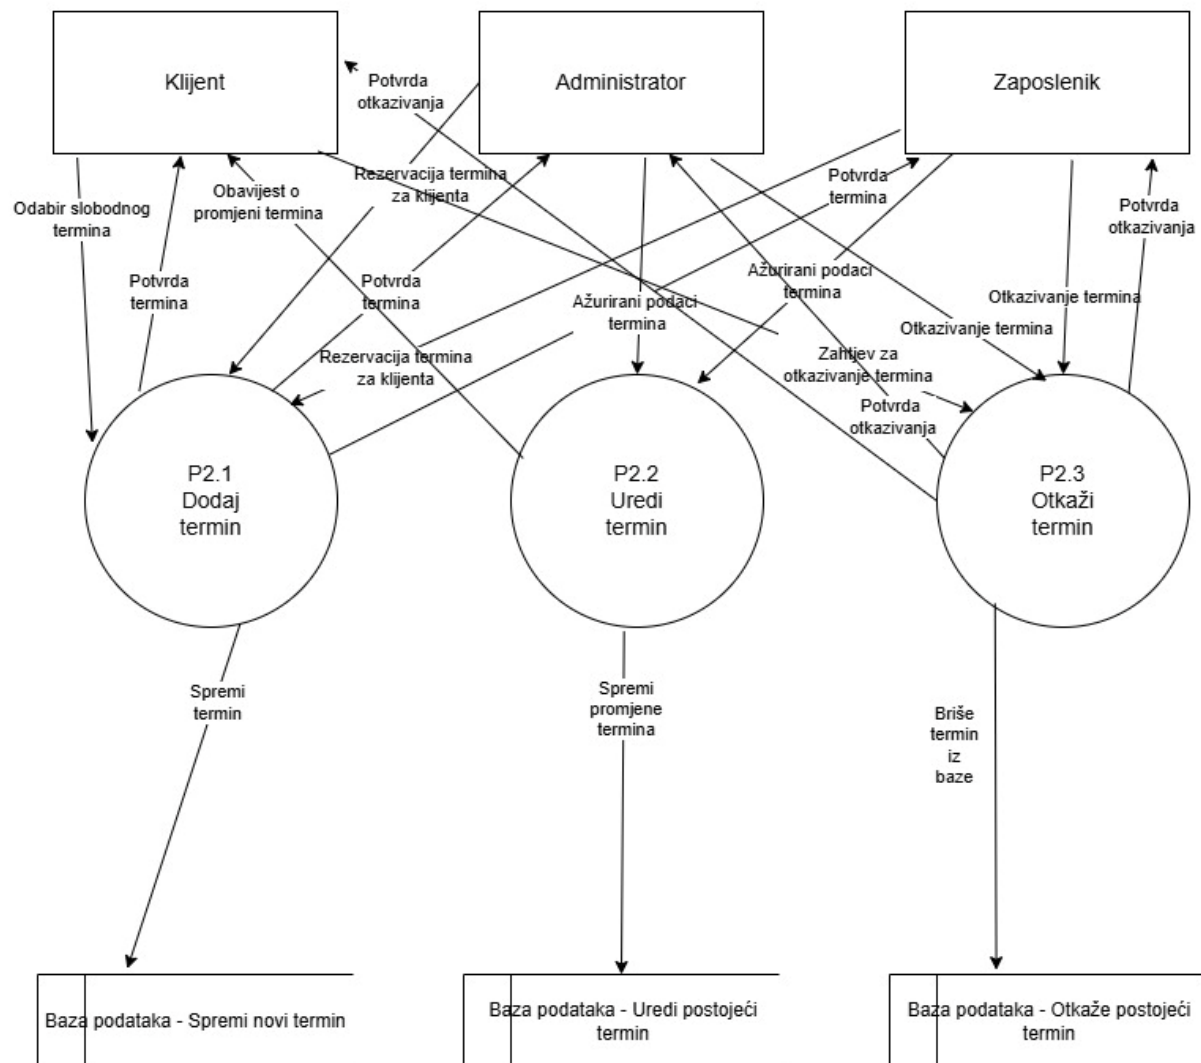 Klijent
Administrator
Zaposlenik
Potvrda
otkazivanja
Odabir slobodnog
termina
Obavijest o
promjeni termina
Rezervacija termina
za klijenta
Potvrda
termina
Potvrda
otkazivanja
Potvrda
termina
Potvrda
termina
Ažurirani podaci
termina
Ažurirani podaci
termina
Otkazivanje termina
Otkazivanje termina
Rezervacija termina
za klijenta
Zahtjev za
otkazivanje termina
Potvrda
otkazivanja
P2.1
Dodaj
termin
P2.2
Uredi
termin
P2.3
Otkaži
termin
Spremi
termin
Spremi
promjene
termina
Briše
termin
iz
baze
Baza podataka - Spremi novi termin
Baza podataka - Uredi postojeći
termin
Baza podataka - Otkaže postojeći
termin